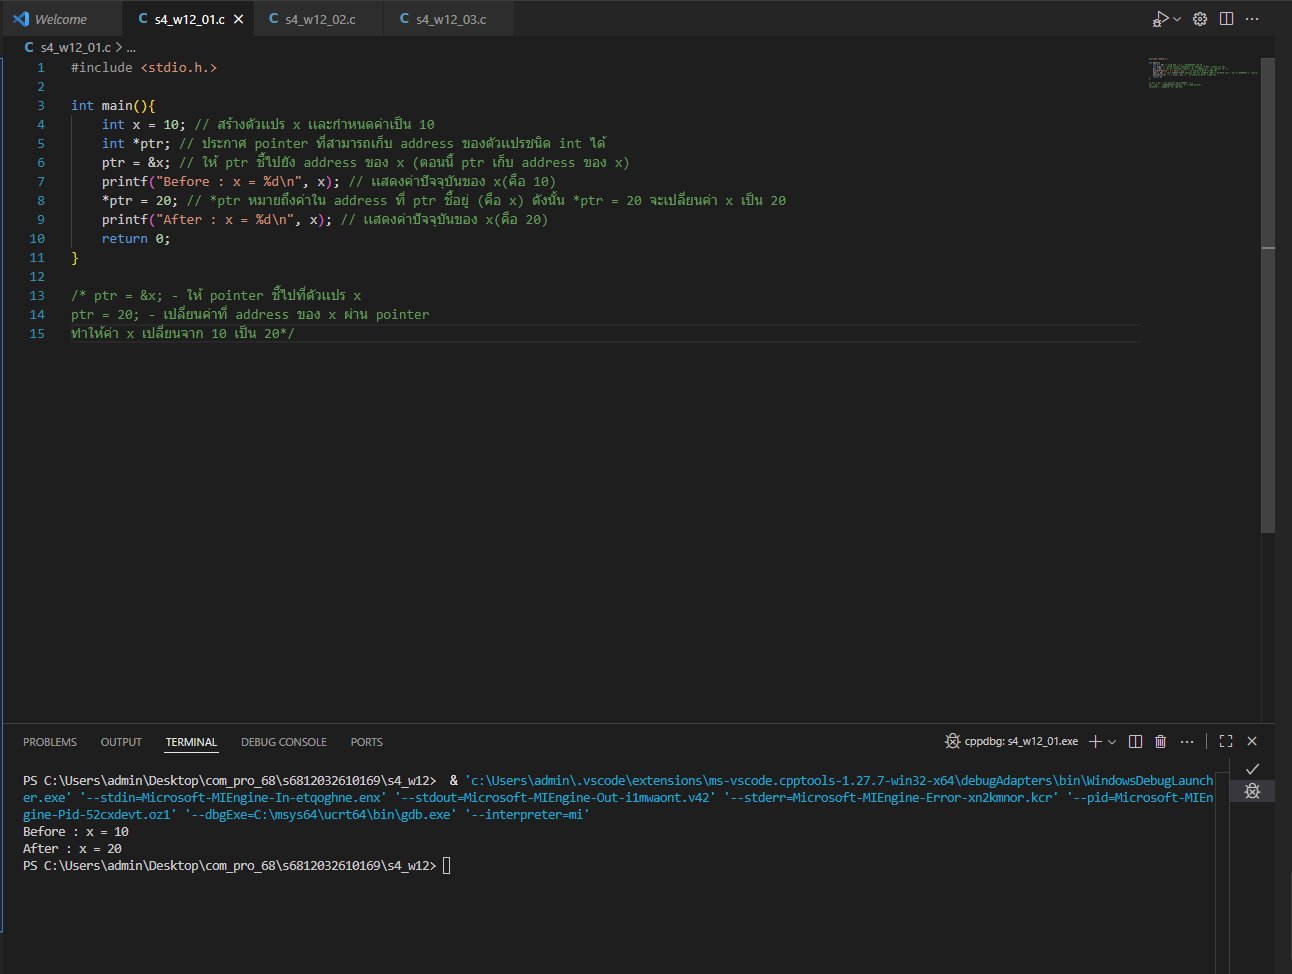 Welcome
C s4_w12_01.c
C s4_w12_02.c
C s4_w12_03.c
C s4_w12_01.c > ...
1 #include <stdio.h.>
2
3 int main(){
4 int x = 10; // สร้างตัวแปร x และกำหนดค่าเป็น 10
5 int *ptr; // ประกาศ pointer ที่สามารถเก็บ address ของตัวแปรชนิด int ได้
6 ptr = &x; // ให้ ptr ชี้ไปยัง address ของ x (ตอนนี้ ptr เก็บ address ของ x)
7 printf("Before : x = %d\n", x); // แสดงค่าปัจจุบันของ x(คือ 10)
8 *ptr = 20; // *ptr หมายถึงค่าใน address ที่ ptr ชี้อยู่ (คือ x) ดังนั้น *ptr = 20 จะเปลี่ยนค่า x เป็น 20
9 printf("After : x = %d\n", x); // แสดงค่าปัจจุบันของ x(คือ 20)
10 return 0;
11 }
12
13 /* ptr = &x; - ให้ pointer ชี้ไปที่ตัวแปร x
14 ptr = 20; - เปลี่ยนค่าที่ address ของ x ผ่าน pointer
15 ทำให้ค่า x เปลี่ยนจาก 10 เป็น 20*/
PROBLEMS OUTPUT TERMINAL DEBUG CONSOLE PORTS
cppdbg: s4_w12_01.exe
PS C:\Users\admin\Desktop\com_pro_68\s6812032610169\s4_w12> & 'c:\Users\admin\.vscode\extensions\ms-vscode.cpptools-1.27.7-win32-x64\debugAdapters\bin\WindowsDebugLaunch
er.exe' '--stdin=Microsoft-MIEngine-In-etqoghne.enx' '--stdout=Microsoft-MIEngine-Out-i1mwaont.v42' '--stderr=Microsoft-MIEngine-Error-xn2kmnor.kcr' '--pid=Microsoft-MIEn
gine-Pid-52cxdevt.oz1' '--dbgExe=C:\msys64\ucrt64\bin\gdb.exe' '--interpreter=mi'
Before : x = 10
After : x = 20
PS C:\Users\admin\Desktop\com_pro_68\s6812032610169\s4_w12>